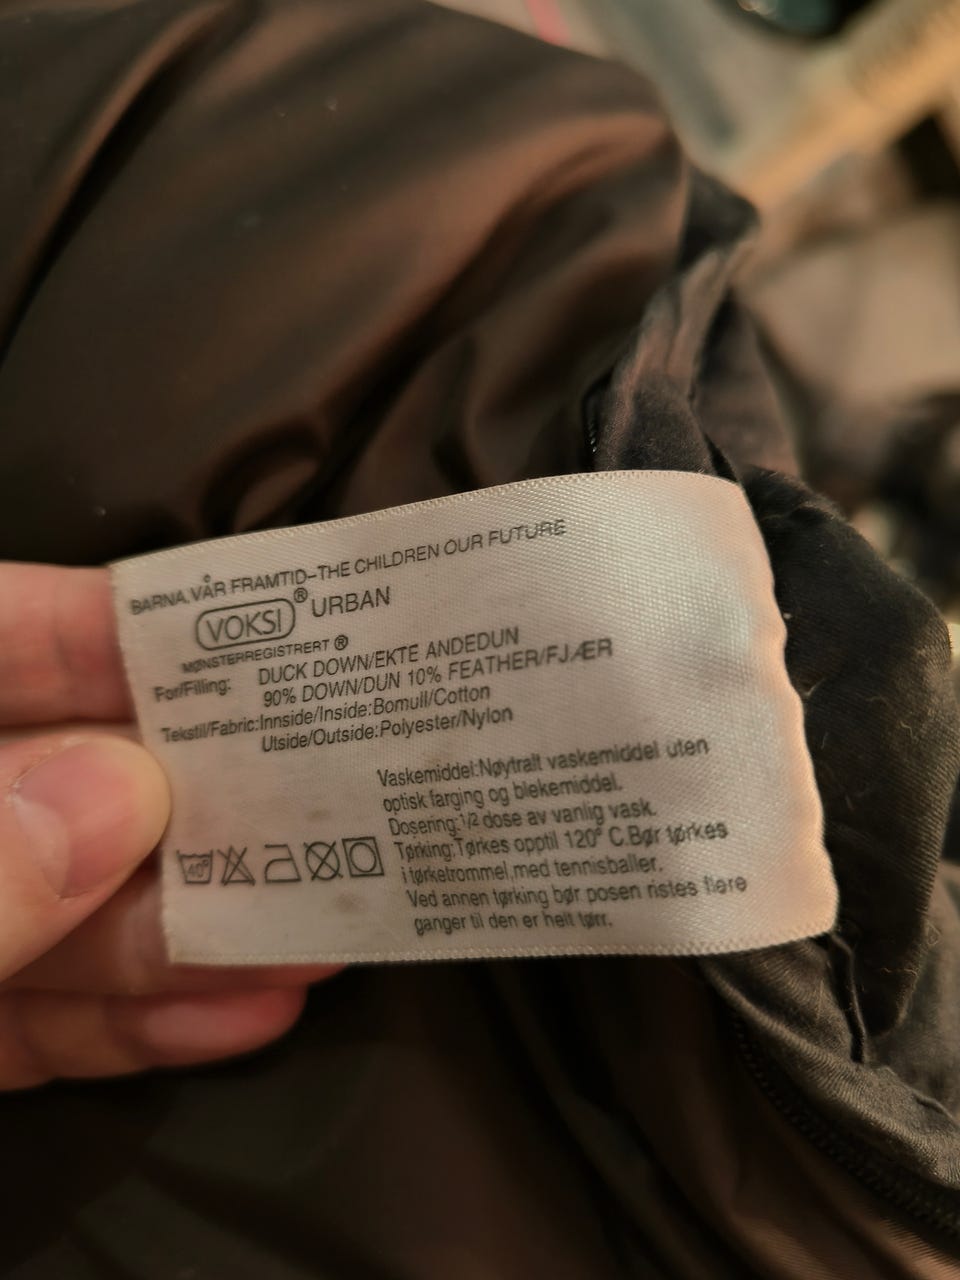 BARNA, VÅR FRAMTID–THE CHILDREN OUR FUTURE
VOKSI® URBAN
MØNSTERREGISTRERT ®
For/Filling: DUCK DOWN/EKTE ANDEDUN
90% DOWN/DUN 10% FEATHER/FJÆR
Tekstil/Fabric:Innside/Inside:Bomull/Cotton
Utside/Outside:Polyester/Nylon
Vaskemiddel:Nøytralt vaskemiddel uten
optisk farging og blekemiddel.
Dosering:1/2 dose av vanlig vask.
Tørking:Tørkes opptil 120° C.Bør tørkes
i tørketrommel,med tennisballer.
Ved annen tørking bør posen ristes flere
ganger til den er helt tørr.
40°